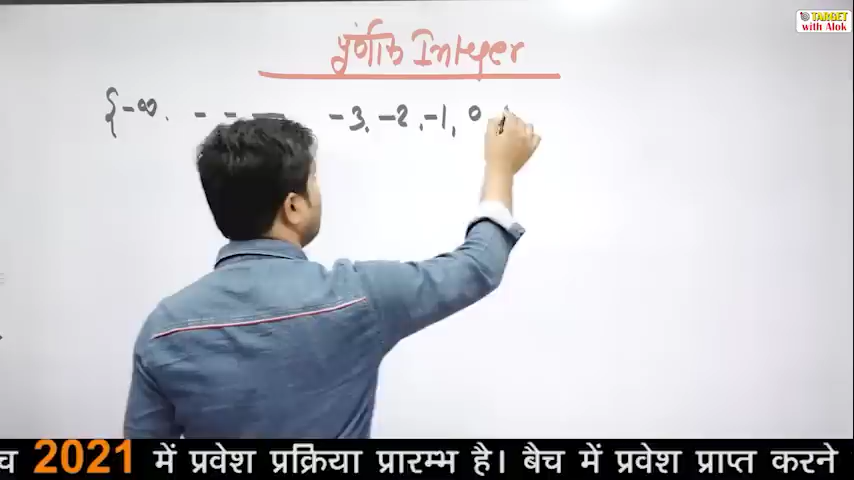 TARGET
with Alok
पूर्णांक Integer
{-∞. - - — -3, -2, -1, 0
च 2021 में प्रवेश प्रक्रिया प्रारम्भ है। बैच में प्रवेश प्राप्त करने